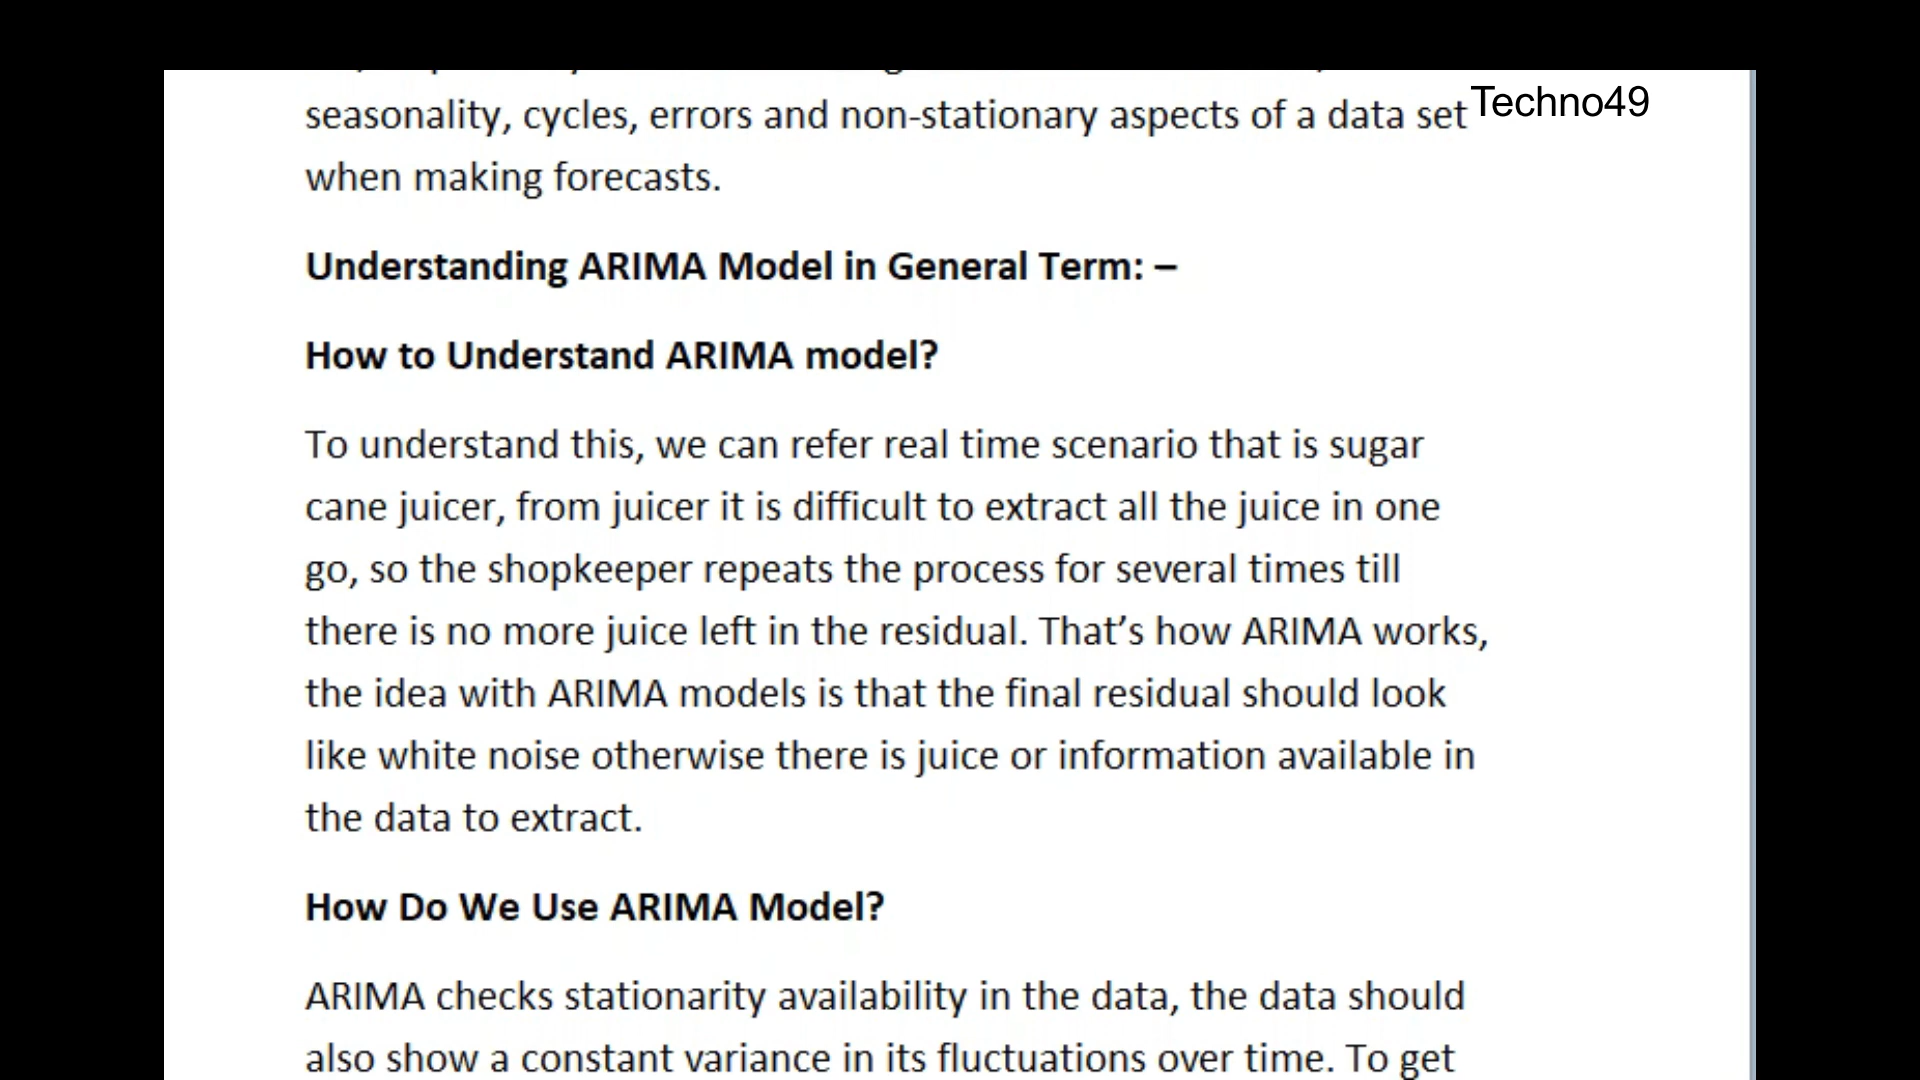 Techno49
seasonality, cycles, errors and non-stationary aspects of a data set
when making forecasts.
Understanding ARIMA Model in General Term: –
How to Understand ARIMA model?
To understand this, we can refer real time scenario that is sugar
cane juicer, from juicer it is difficult to extract all the juice in one
go, so the shopkeeper repeats the process for several times till
there is no more juice left in the residual. That’s how ARIMA works,
the idea with ARIMA models is that the final residual should look
like white noise otherwise there is juice or information available in
the data to extract.
How Do We Use ARIMA Model?
ARIMA checks stationarity availability in the data, the data should
also show a constant variance in its fluctuations over time. To get